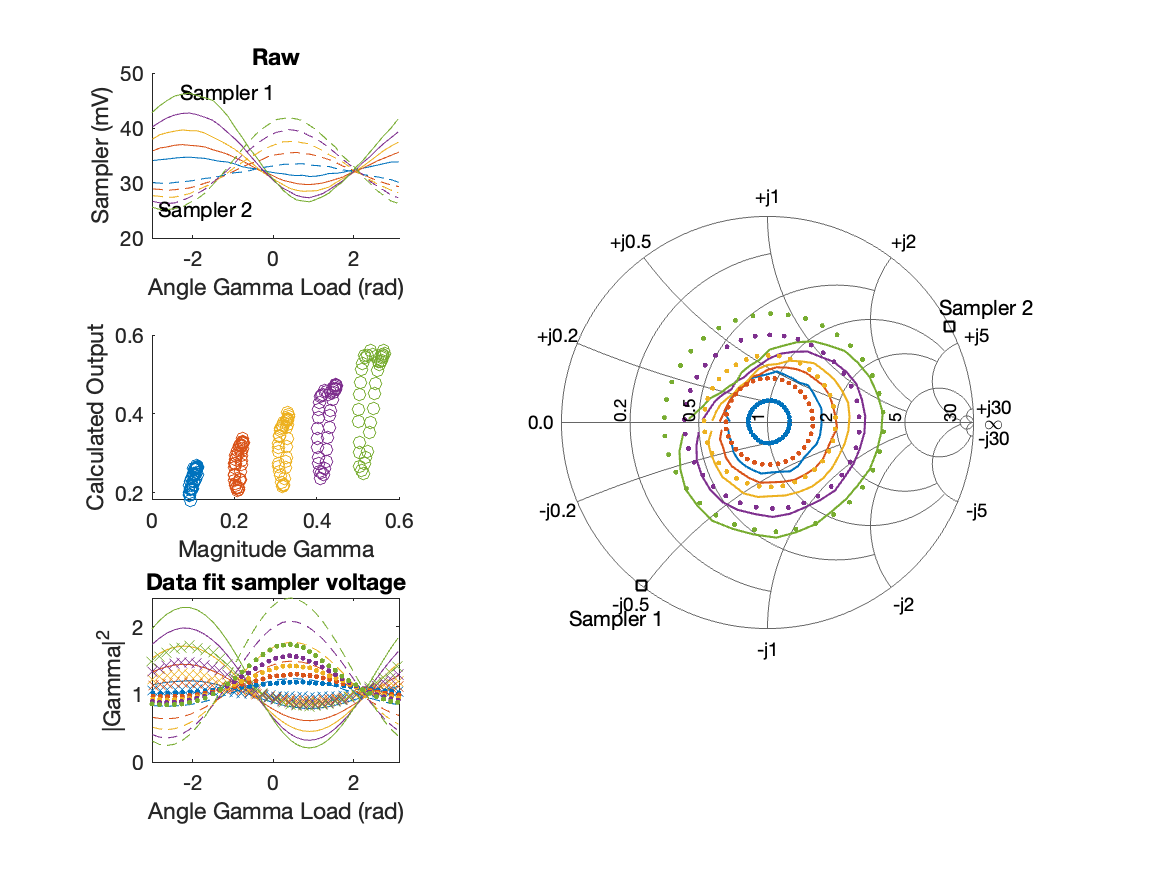 Raw
50
40
30
20
Sampler (mV)
Sampler 1
Sampler 2
-2
0
2
Angle Gamma Load (rad)
0.6
0.4
0.2
Calculated Output
0
0.2
0.4
0.6
Magnitude Gamma
Data fit sampler voltage
2
1
0
|Gamma|²
-2
0
2
Angle Gamma Load (rad)
+j1
+j0.5
+j2
Sampler 2
+j0.2
+j5
0.0
0.2
0.5
1
2
5
30
+j30
∞
-j30
-j0.2
-j5
-j0.5
-j2
Sampler 1
-j1